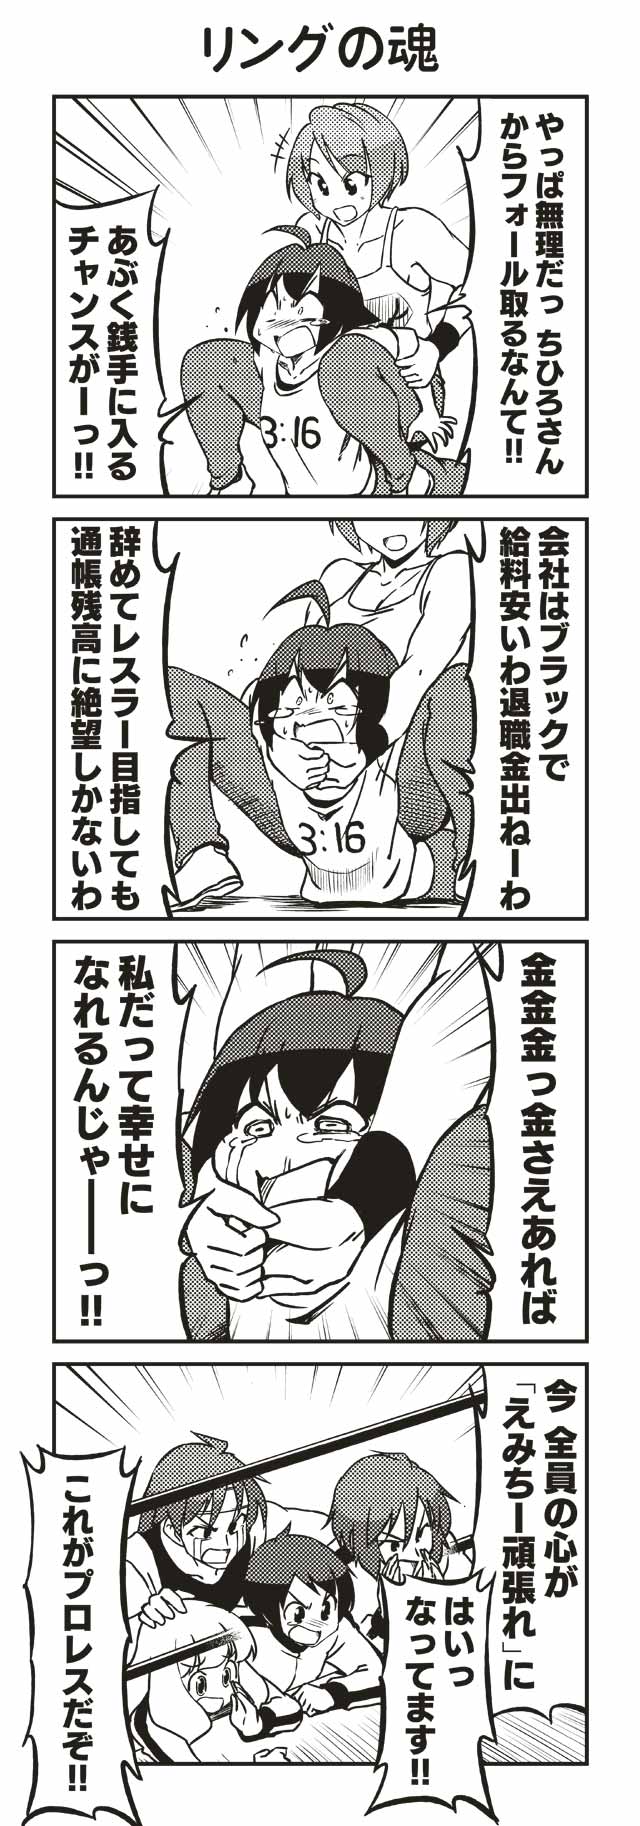 リングの魂
やっぱ無理だっ ちひろさん
からフォール取るなんて!!
あぶく銭手に入る
チャンスがーっ!!
3:16
会社はブラックで
給料安いわ退職金出ねーわ
辞めてレスラー目指しても
通帳残高に絶望しかないわ
3:16
金金金っ金さえあれば
私だって幸せに
なれるんじゃーーっ!!
今 全員の心が
「えみちー頑張れ」に
はいっ
なってます!!
これがプロレスだぞ!!